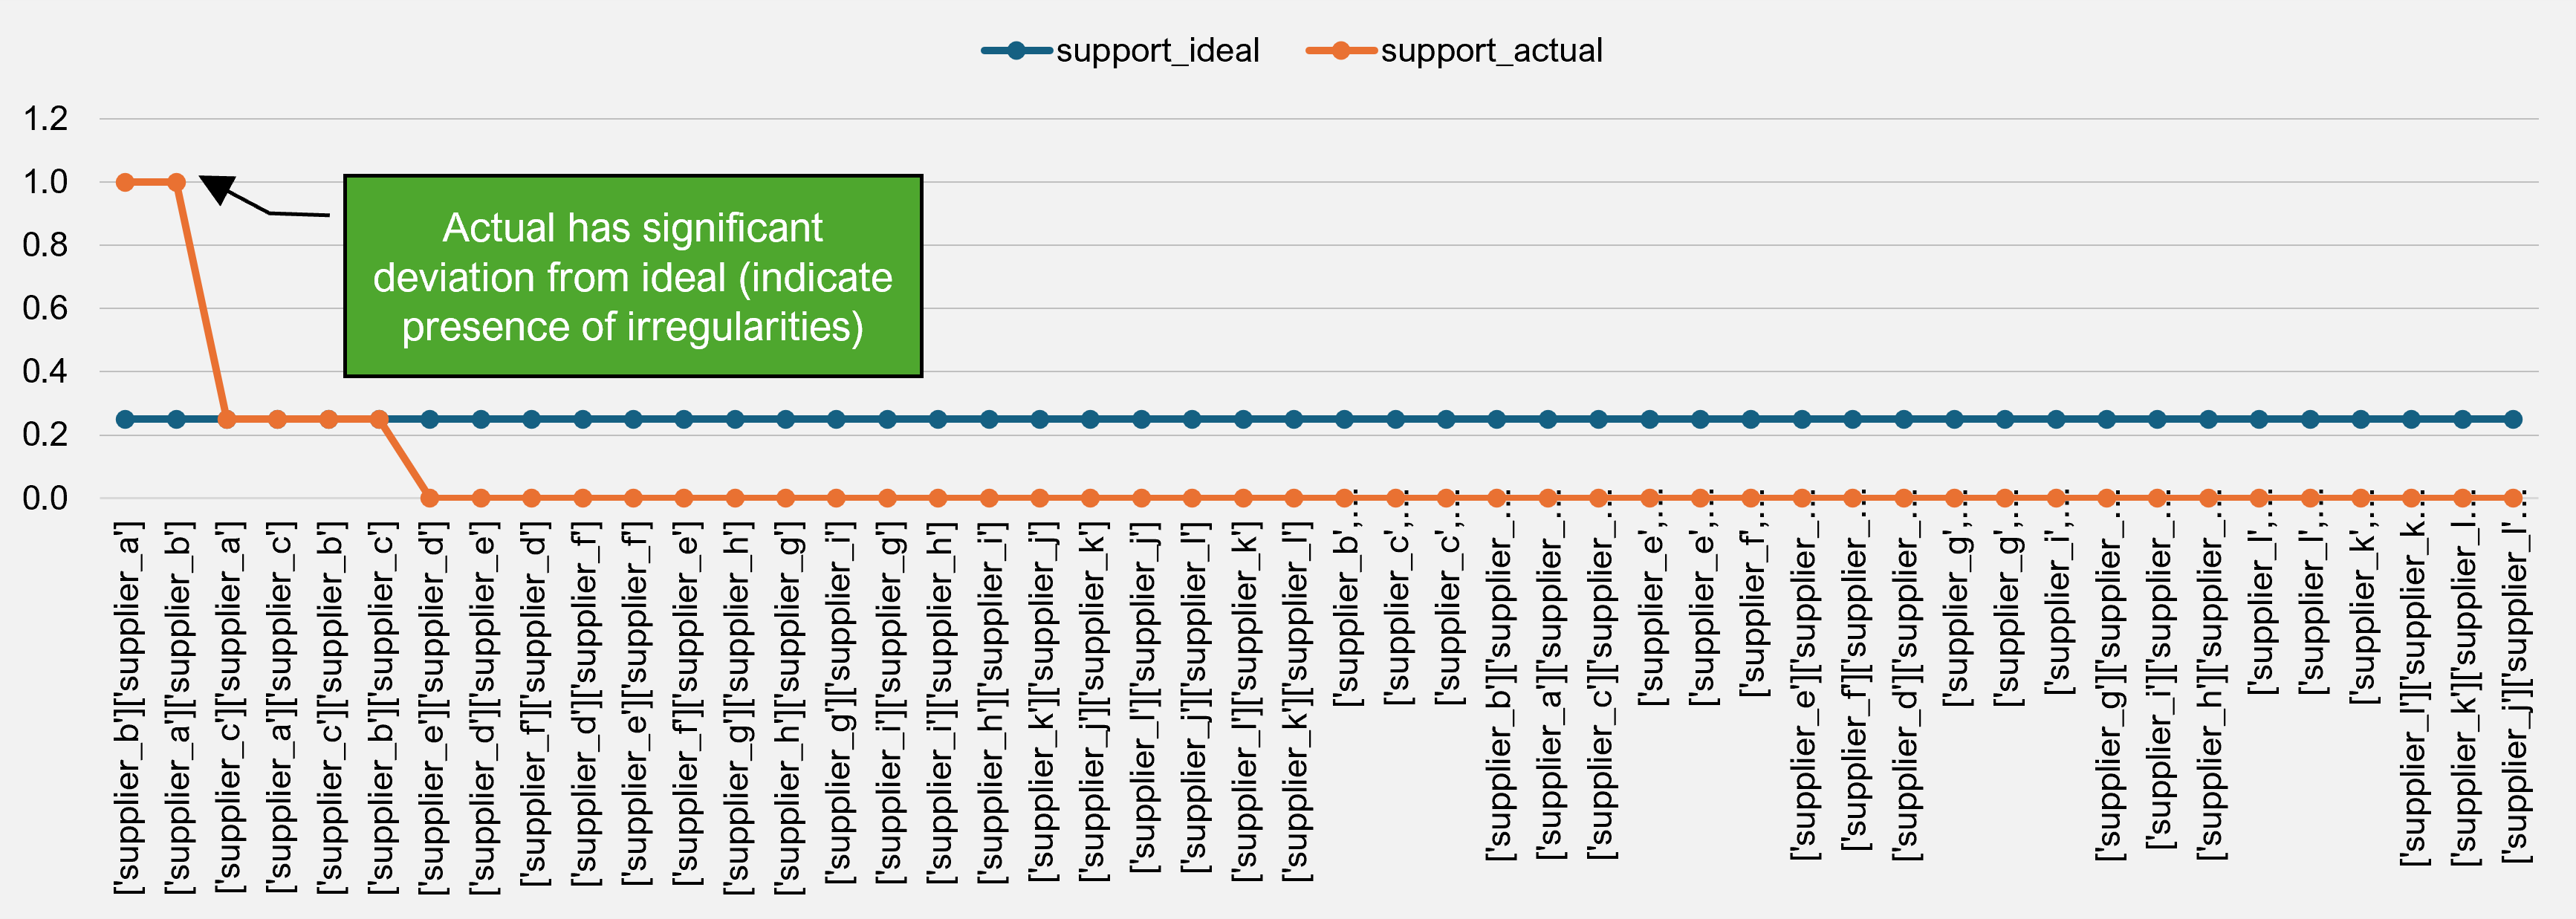 support_ideal
support_actual
1.2
1.0
0.8
0.6
0.4
0.2
0.0
Actual has significant
deviation from ideal (indicate
presence of irregularities)
['supplier_b']['supplier_a']
['supplier_a']['supplier_b']
['supplier_c']['supplier_a']
['supplier_a']['supplier_c']
['supplier_c']['supplier_b']
['supplier_b']['supplier_c']
['supplier_e']['supplier_d']
['supplier_d']['supplier_e']
['supplier_f']['supplier_d']
['supplier_d']['supplier_f']
['supplier_e']['supplier_f']
['supplier_f']['supplier_e']
['supplier_g']['supplier_h']
['supplier_h']['supplier_g']
['supplier_g']['supplier_i']
['supplier_i']['supplier_g']
['supplier_i']['supplier_h']
['supplier_h']['supplier_i']
['supplier_k']['supplier_j']
['supplier_j']['supplier_k']
['supplier_l']['supplier_j']
['supplier_j']['supplier_l']
['supplier_l']['supplier_k']
['supplier_k']['supplier_l']
['supplier_b',...
['supplier_c',...
['supplier_c',...
['supplier_b']['supplier_...
['supplier_a']['supplier_...
['supplier_c']['supplier_...
['supplier_e',...
['supplier_e',...
['supplier_f',...
['supplier_e']['supplier_...
['supplier_f']['supplier_...
['supplier_d']['supplier_...
['supplier_g',...
['supplier_g',...
['supplier_i',...
['supplier_g']['supplier_...
['supplier_i']['supplier_...
['supplier_h']['supplier_...
['supplier_l',...
['supplier_l',...
['supplier_k',...
['supplier_l']['supplier_k...
['supplier_k']['supplier_l...
['supplier_j']['supplier_l'...